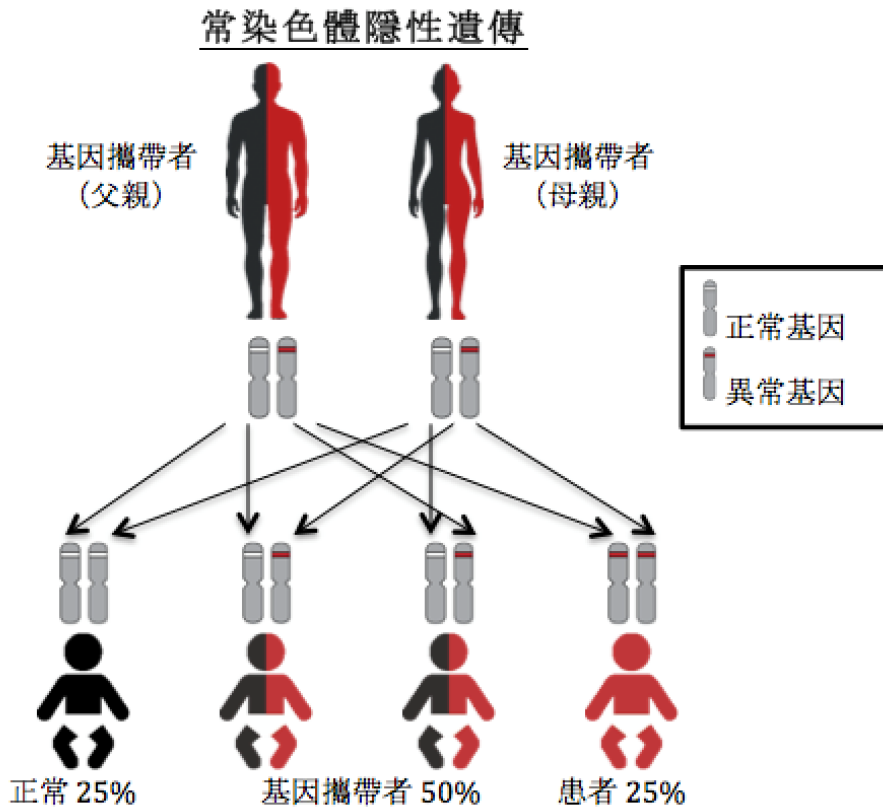 常染色體隱性遺傳
基因攜帶者
(父親)
基因攜帶者
(母親)
正常基因
異常基因
正常 25%
基因攜帶者 50%
患者 25%